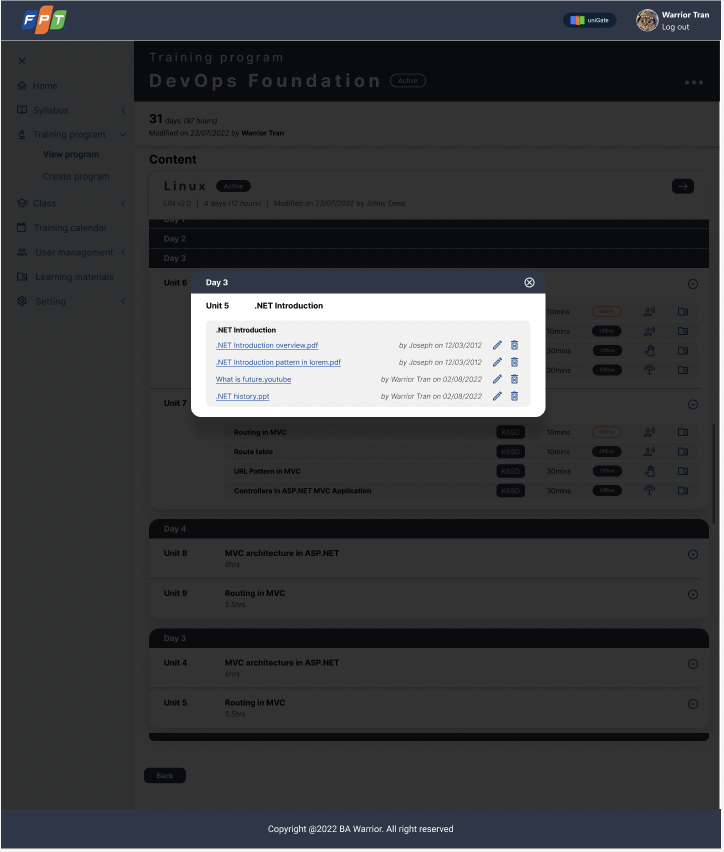 FPT
uniGate
Warrior Tran
Log out
Home
Syllabus
Training program
View program
Create program
Class
Training calendar
User management
Learning materials
Setting
Training program
DevOps Foundation Active
31 days (97 hours)
Modified on 23/07/2022 by Warrior Tran
Content
Linux Active
LIN v2.0 | 4 days (12 hours) | Modified on 23/07/2022 by Johny Deep
Day 1
Day 2
Day 3
Unit 6
10mins
10mins Offline
30mins Offline
30mins Offline
Day 3
Unit 5 .NET Introduction
.NET Introduction
.NET Introduction overview.pdf by Joseph on 12/03/2012
.NET Introduction pattern in lorem.pdf by Joseph on 12/03/2012
What is future.youtube by Warrior Tran on 02/08/2022
.NET history.ppt by Warrior Tran on 02/08/2022
Unit 7
Routing in MVC K6SD 10mins
Route table K6SD 10mins Offline
URL Pattern in MVC K6SD 30mins Offline
Controllers in ASP.NET MVC Application K6SD 30mins Offline
Day 4
Unit 8 MVC architecture in ASP.NET
6hrs
Unit 9 Routing in MVC
5.5hrs
Day 3
Unit 4 MVC architecture in ASP.NET
6hrs
Unit 5 Routing in MVC
5.5hrs
Back
Copyright @2022 BA Warrior. All right reserved